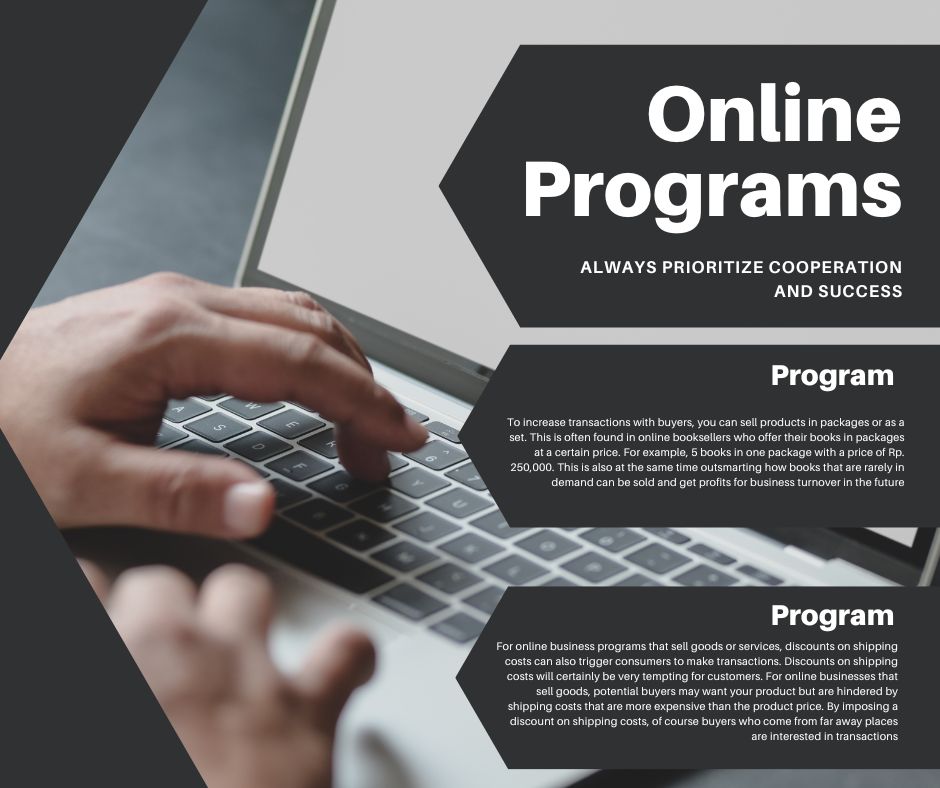 Online
Programs
ALWAYS PRIORITIZE COOPERATION
AND SUCCESS
Program
To increase transactions with buyers, you can sell products in packages or as a
set. This is often found in online booksellers who offer their books in packages
at a certain price. For example, 5 books in one package with a price of Rp.
250,000. This is also at the same time outsmarting how books that are rarely in
demand can be sold and get profits for business turnover in the future
Program
For online business programs that sell goods or services, discounts on shipping
costs can also trigger consumers to make transactions. Discounts on shipping
costs will certainly be very tempting for customers. For online businesses that
sell goods, potential buyers may want your product but are hindered by
shipping costs that are more expensive than the product price. By imposing a
discount on shipping costs, of course buyers who come from far away places
are interested in transactions